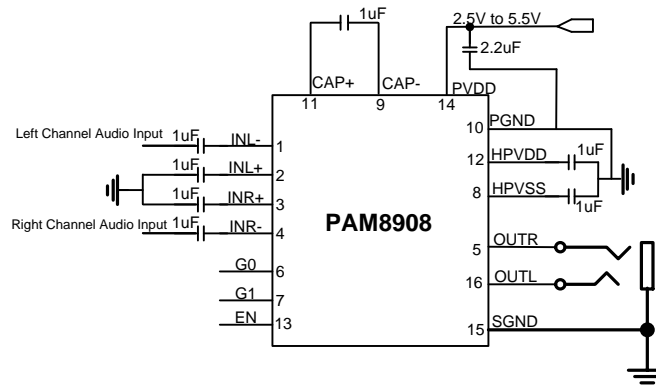 1uF
2.5V to 5.5V
2.2uF
CAP+ CAP- PVDD
11 9 14
Left Channel Audio Input 1uF INL- 1
1uF INL+ 2
1uF INR+ 3
Right Channel Audio Input 1uF INR- 4
G0 6
G1 7
EN 13
PAM8908
10 PGND
12 HPVDD 1uF
8 HPVSS 1uF
5 OUTR
16 OUTL
15 SGND